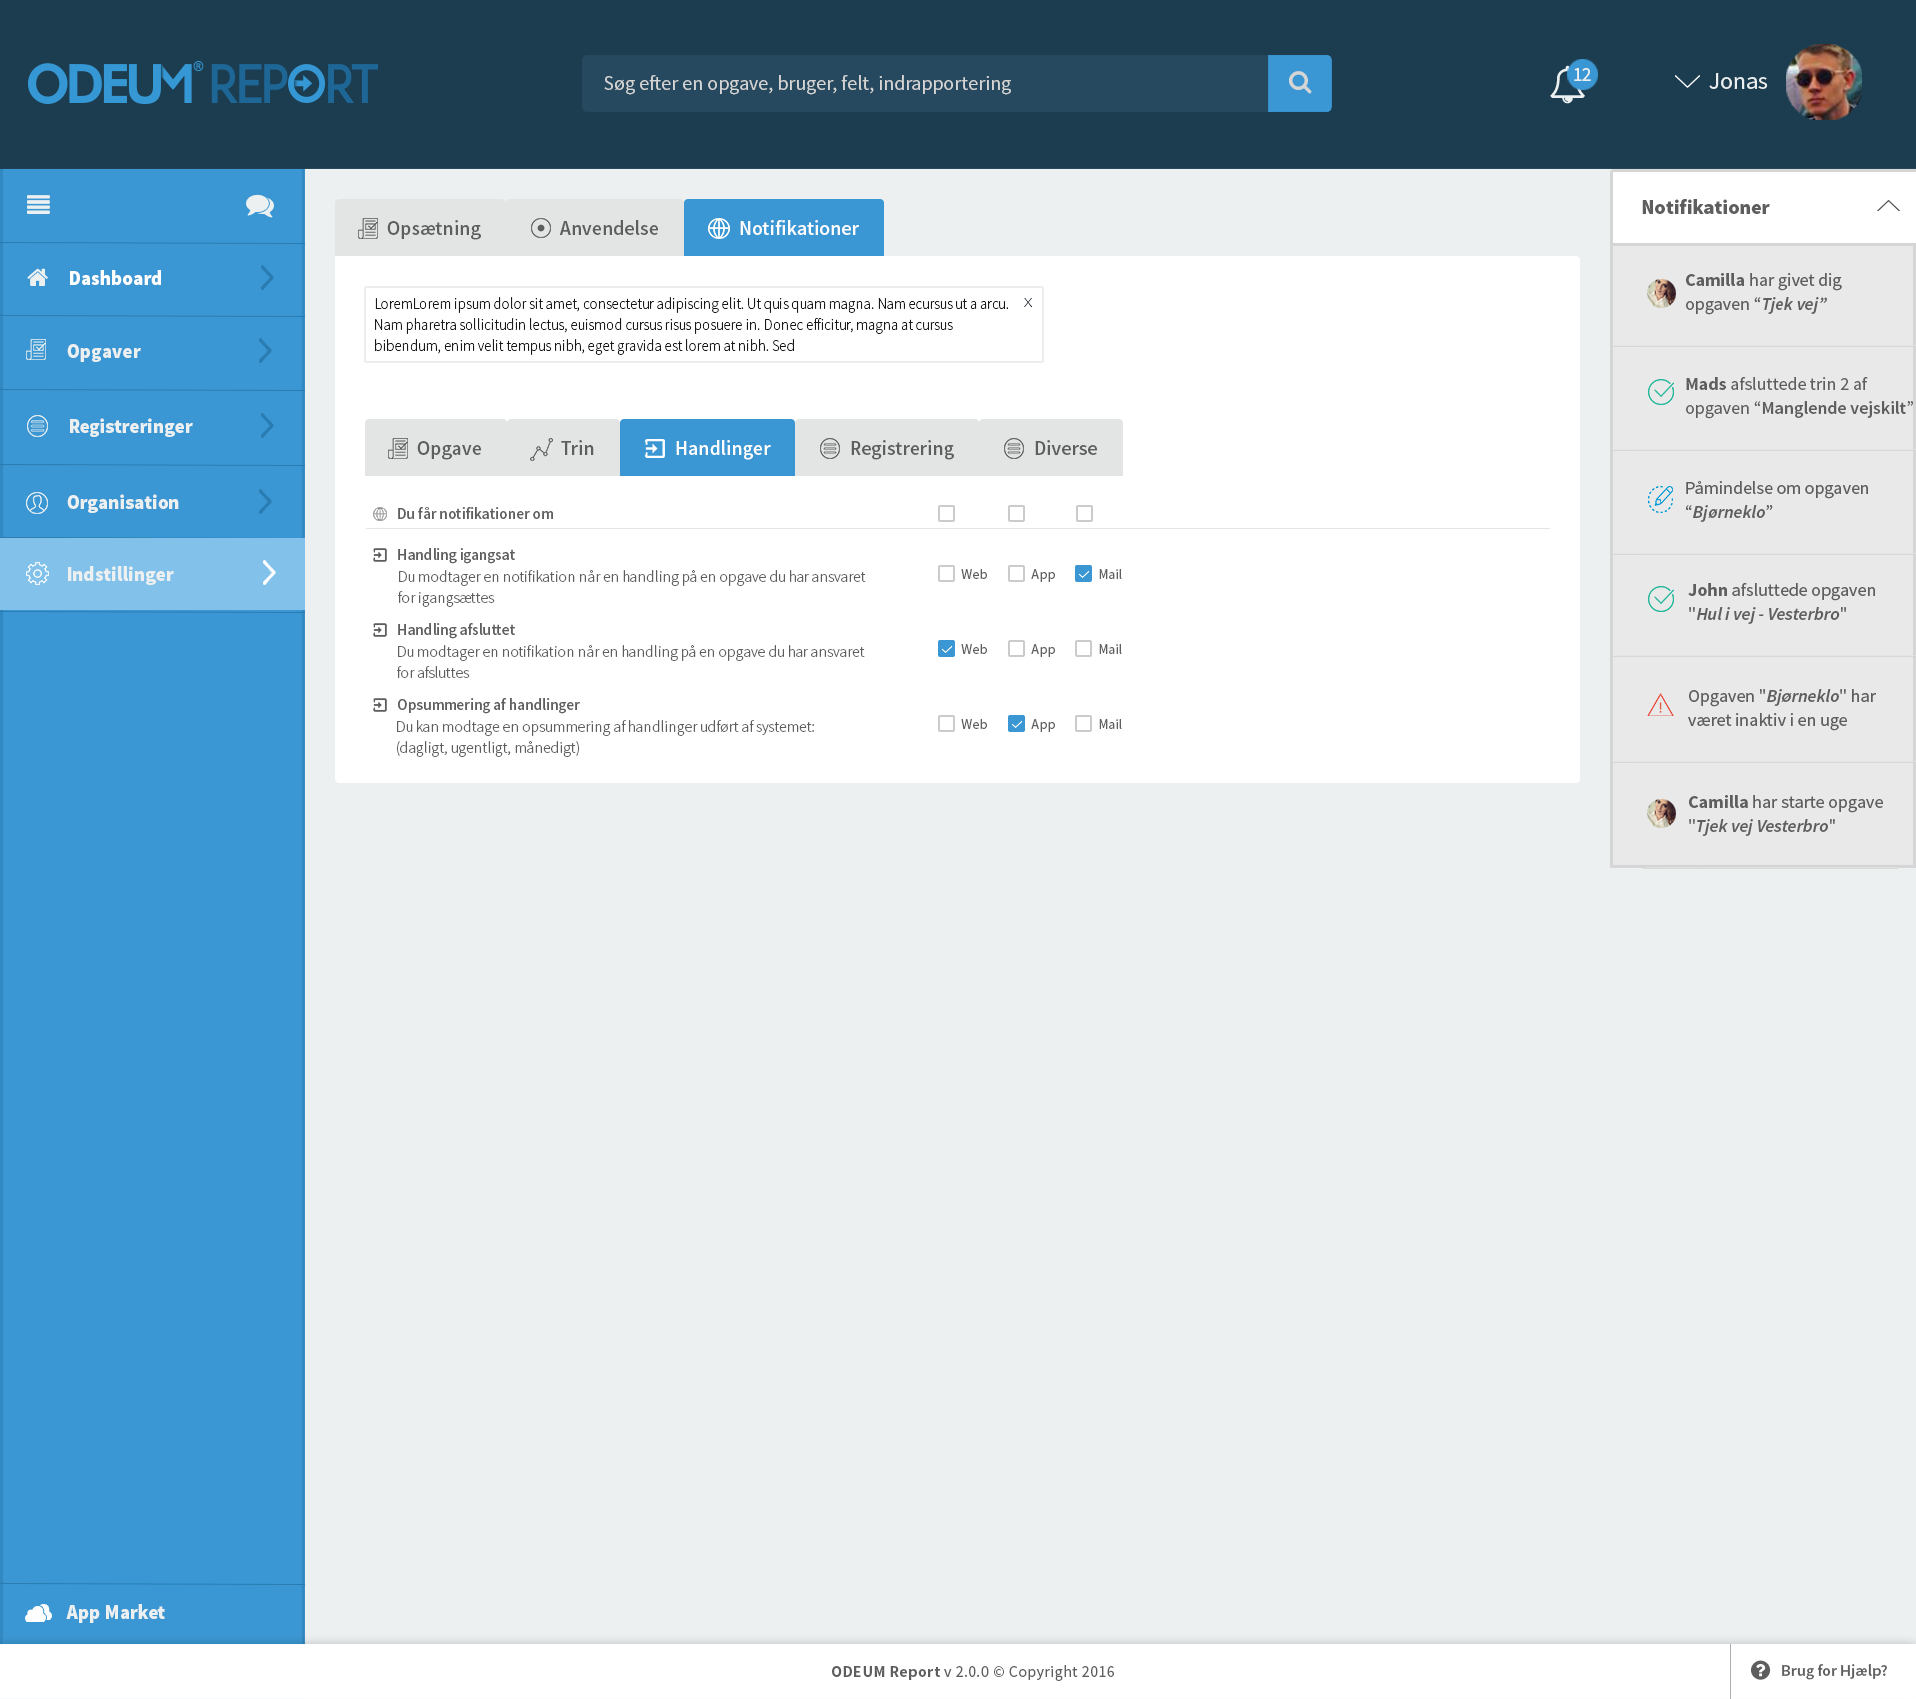 ODEUM® REPORT
Søg efter en opgave, bruger, felt, indrapportering
12
Jonas
Dashboard
Opgaver
Registreringer
Organisation
Indstillinger
App Market
Opsætning
Anvendelse
Notifikationer
LoremLorem ipsum dolor sit amet, consectetur adipiscing elit. Ut quis quam magna. Nam ecursus ut a arcu.
X
Nam pharetra sollicitudin lectus, euismod cursus risus posuere in. Donec efficitur, magna at cursus
bibendum, enim velit tempus nibh, eget gravida est lorem at nibh. Sed
Opgave
Trin
Handlinger
Registrering
Diverse
Du får notifikationer om
Handling igangsat
Du modtager en notifikation når en handling på en opgave du har ansvaret
for igangsættes
Web
App
Mail
Handling afsluttet
Du modtager en notifikation når en handling på en opgave du har ansvaret
for afsluttes
Web
App
Mail
Opsummering af handlinger
Du kan modtage en opsummering af handlinger udført af systemet:
(dagligt, ugentligt, månedigt)
Web
App
Mail
Notifikationer
Camilla har givet dig
opgaven “Tjek vej”
Mads afsluttede trin 2 af
opgaven “Manglende vejskilt”
Påmindelse om opgaven
“Bjørneklo”
John afsluttede opgaven
"Hul i vej - Vesterbro"
Opgaven "Bjørneklo" har
været inaktiv i en uge
Camilla har starte opgave
"Tjek vej Vesterbro"
ODEUM Report v 2.0.0 © Copyright 2016
Brug for Hjælp?